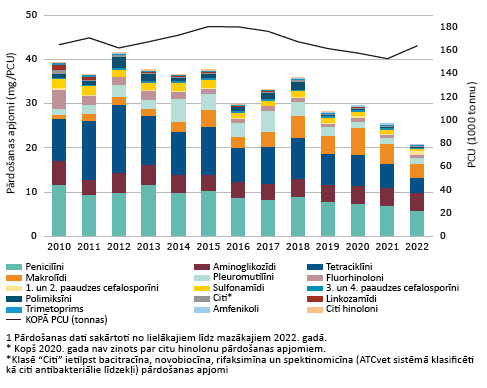 50
40
30
20
10
0
180
160
140
120
100
80
60
40
20
0
Pārdošanas apjomi (mg/PCU)
PCU (1000 tonnu)
2010 2011 2012 2013 2014 2015 2016 2017 2018 2019 2020 2021 2022
Penicilīni Aminoglikozīdi Tetraciklīni
Makrolīdi Pleuromutilīni Fluorhinoloni
1. un 2. paaudzes cefalosporīni Sulfonamīdi 3. un 4. paaudzes cefalosporīni
Polimiksīni Citi* Linkozamīdi
Trimetoprims Amfenikoli Citi hinoloni
KOPĀ PCU (tonnas)
1 Pārdošanas dati sakārtoti no lielākajiem līdz mazākajiem 2022. gadā.
* Kopš 2020. gada nav ziņots par citu hinolonu pārdošanas apjomiem.
*Klasē “Citi” ietilpst bacitracīna, novobiocīna, rifaksimīna un spektinomicīna (ATCvet sistēmā klasificēti
kā citi antibakteriālie līdzekļi) pārdošanas apjomi